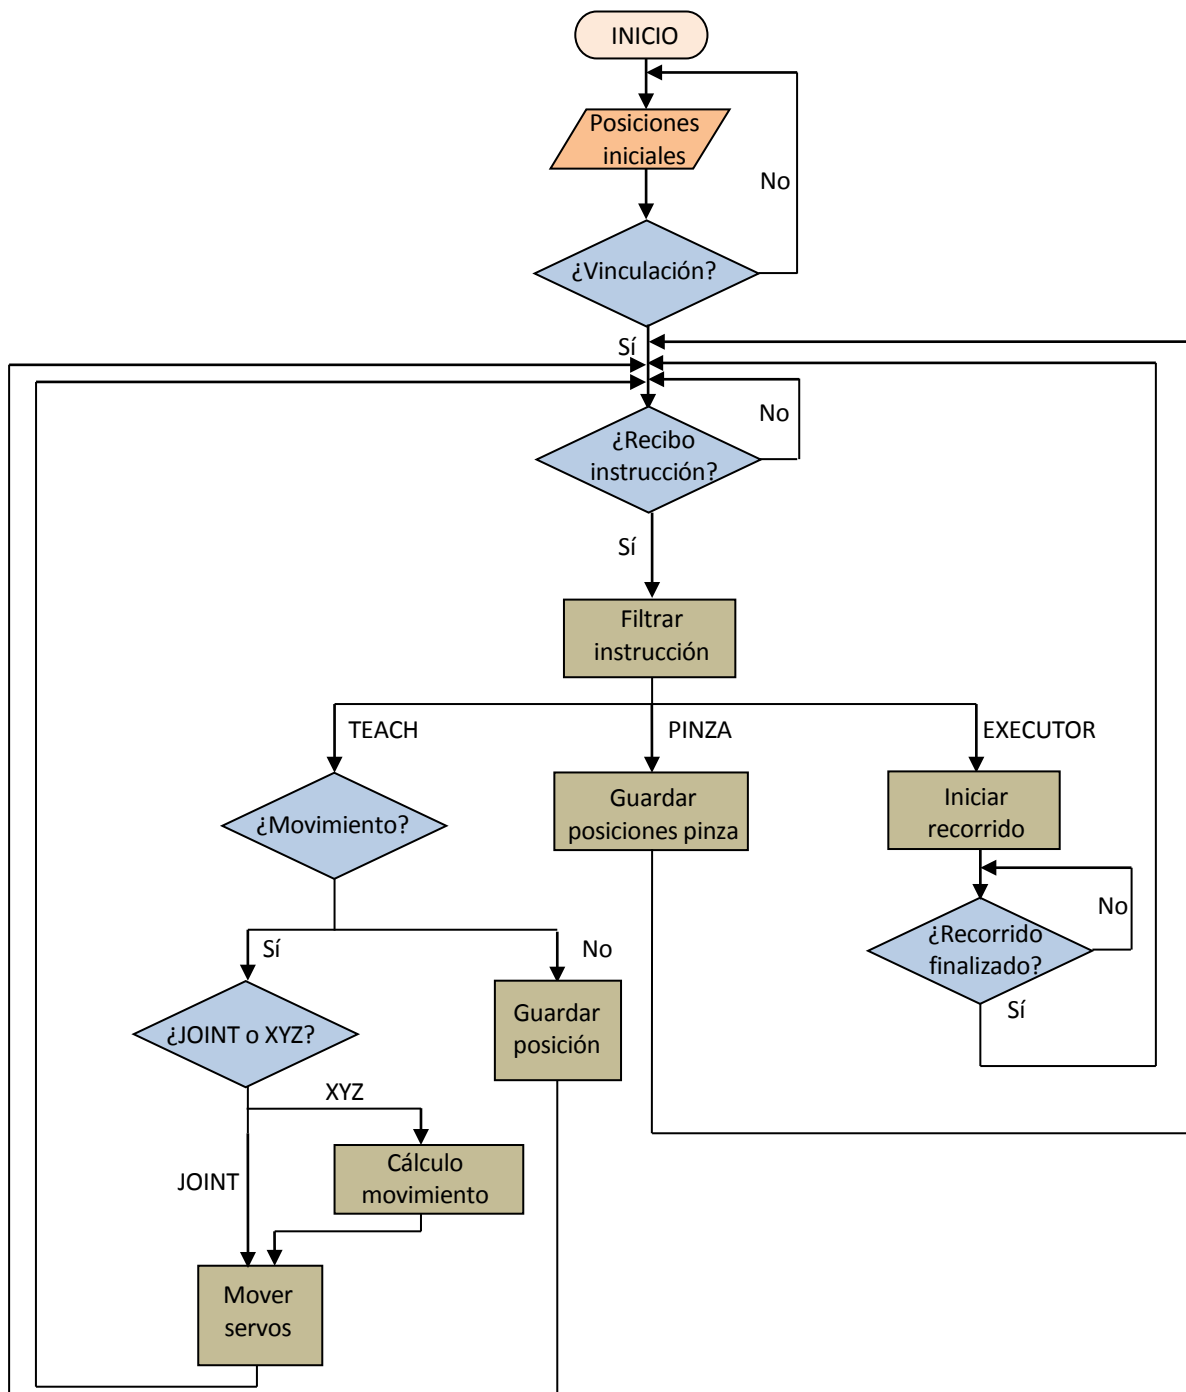 INICIO
Posiciones
iniciales
No
¿Vinculación?
Sí
No
¿Recibo
instrucción?
Sí
Filtrar
instrucción
TEACH
PINZA
EXECUTOR
¿Movimiento?
Guardar
posiciones pinza
Iniciar
recorrido
No
¿Recorrido
finalizado?
Sí
Sí
No
¿JOINT o XYZ?
Guardar
posición
XYZ
JOINT
Cálculo
movimiento
Mover
servos